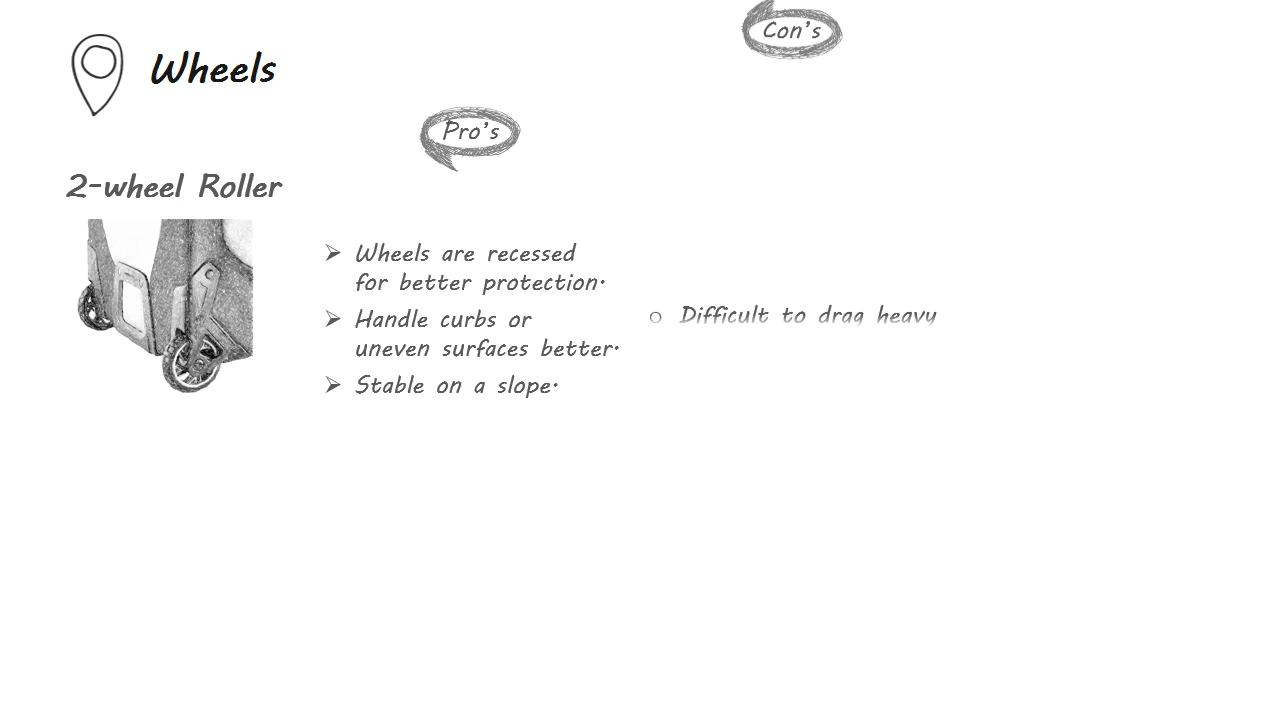 Con's
Wheels
Pro's
2-wheel Roller
➢ Wheels are recessed
for better protection.
➢ Handle curbs or
uneven surfaces better.
➢ Stable on a slope.
○ Difficult to drag heavy